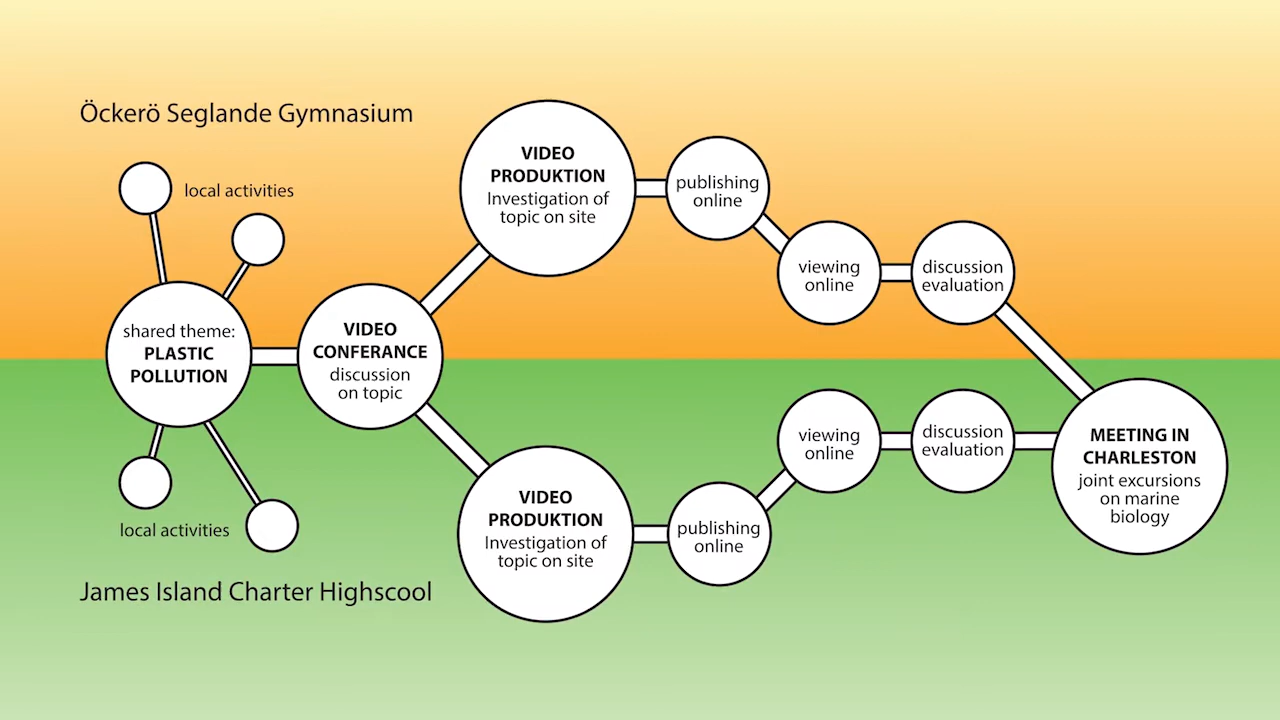 Öckerö Seglande Gymnasium
local activities
shared theme:
PLASTIC
POLLUTION
VIDEO
CONFERANCE
discussion
on topic
VIDEO
PRODUKTION
Investigation of
topic on site
publishing
online
viewing
online
discussion
evaluation
VIDEO
PRODUKTION
Investigation of
topic on site
publishing
online
viewing
online
discussion
evaluation
MEETING IN
CHARLESTON
joint excursions
on marine
biology
local activities
James Island Charter Highscool